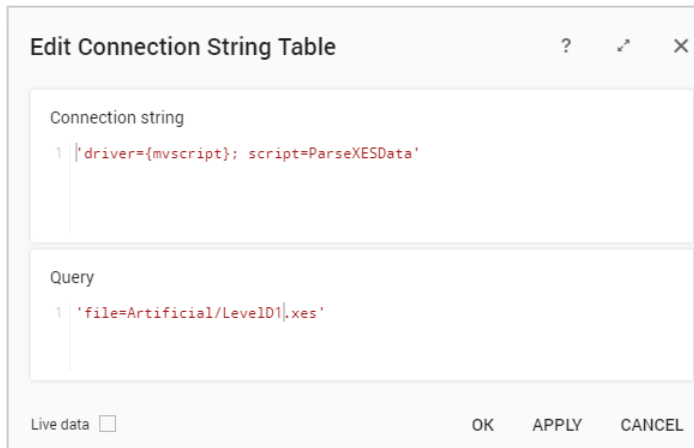 Edit Connection String Table ?
Connection string
1 'driver={mvscript}; script=ParseXESData'
Query
1 'file=Artificial/LevelD1.xes'
Live data OK APPLY CANCEL